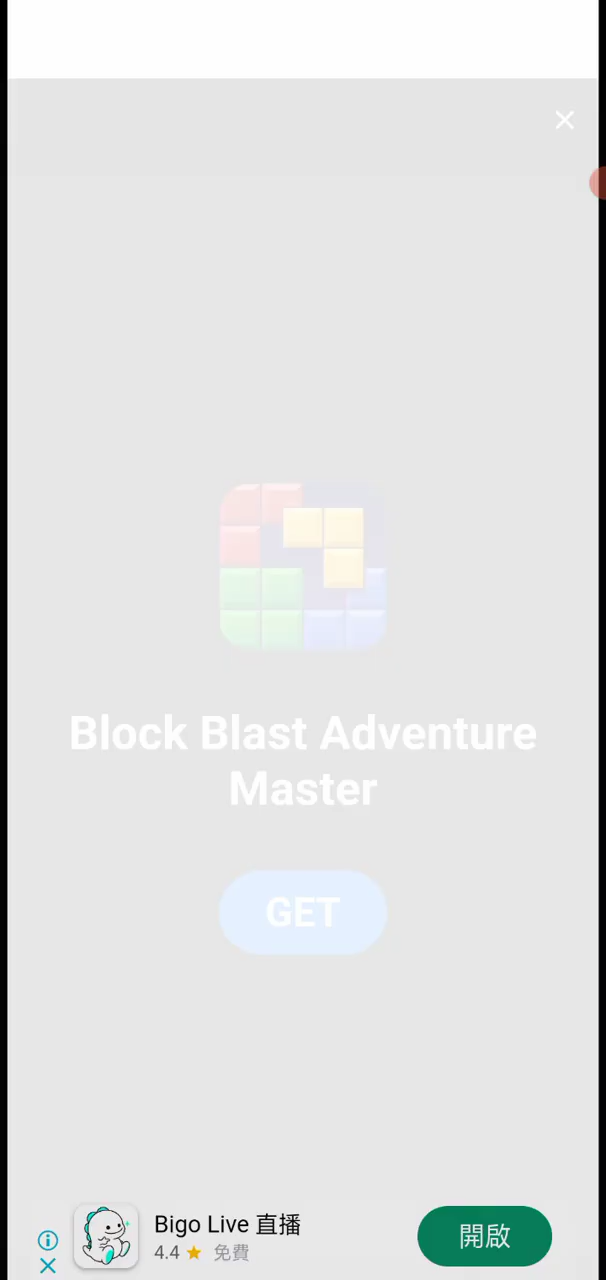 Block Blast Adventure
Master
GET
Bigo Live 直播
4.4 ★ 免費
開啟